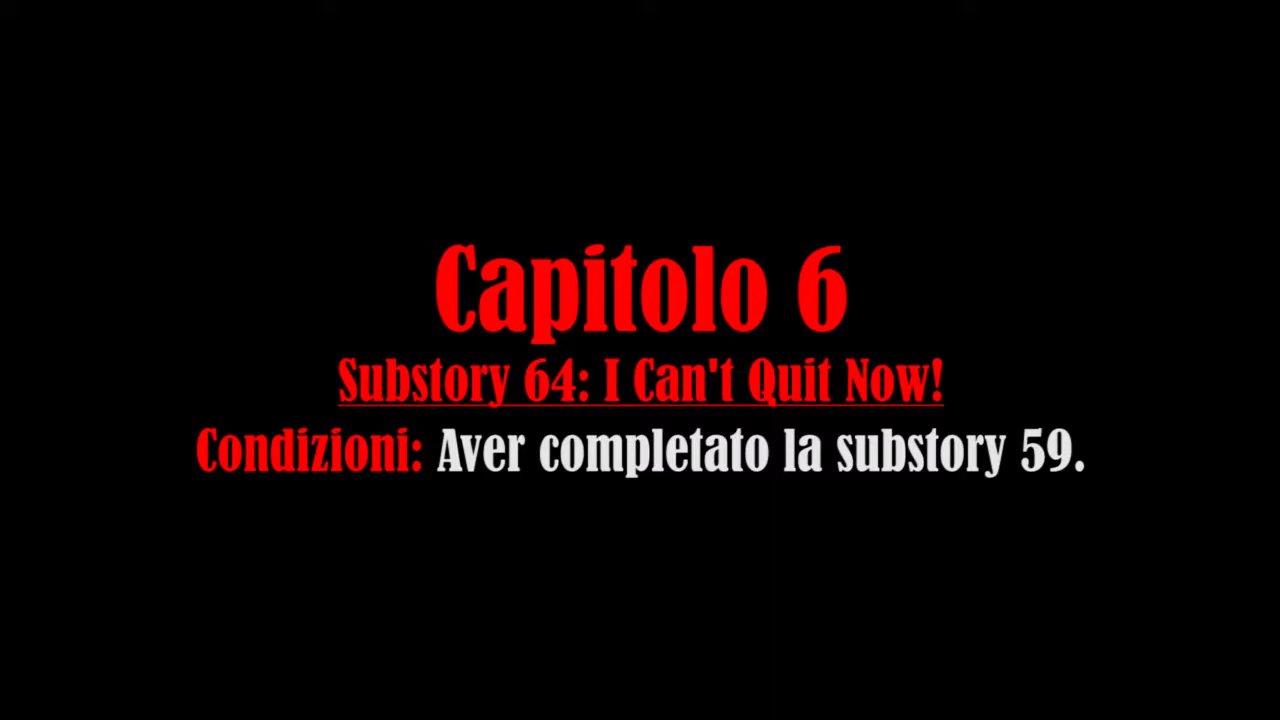 Capitolo 6
Substory 64: I Can't Quit Now!
Condizioni: Aver completato la substory 59.